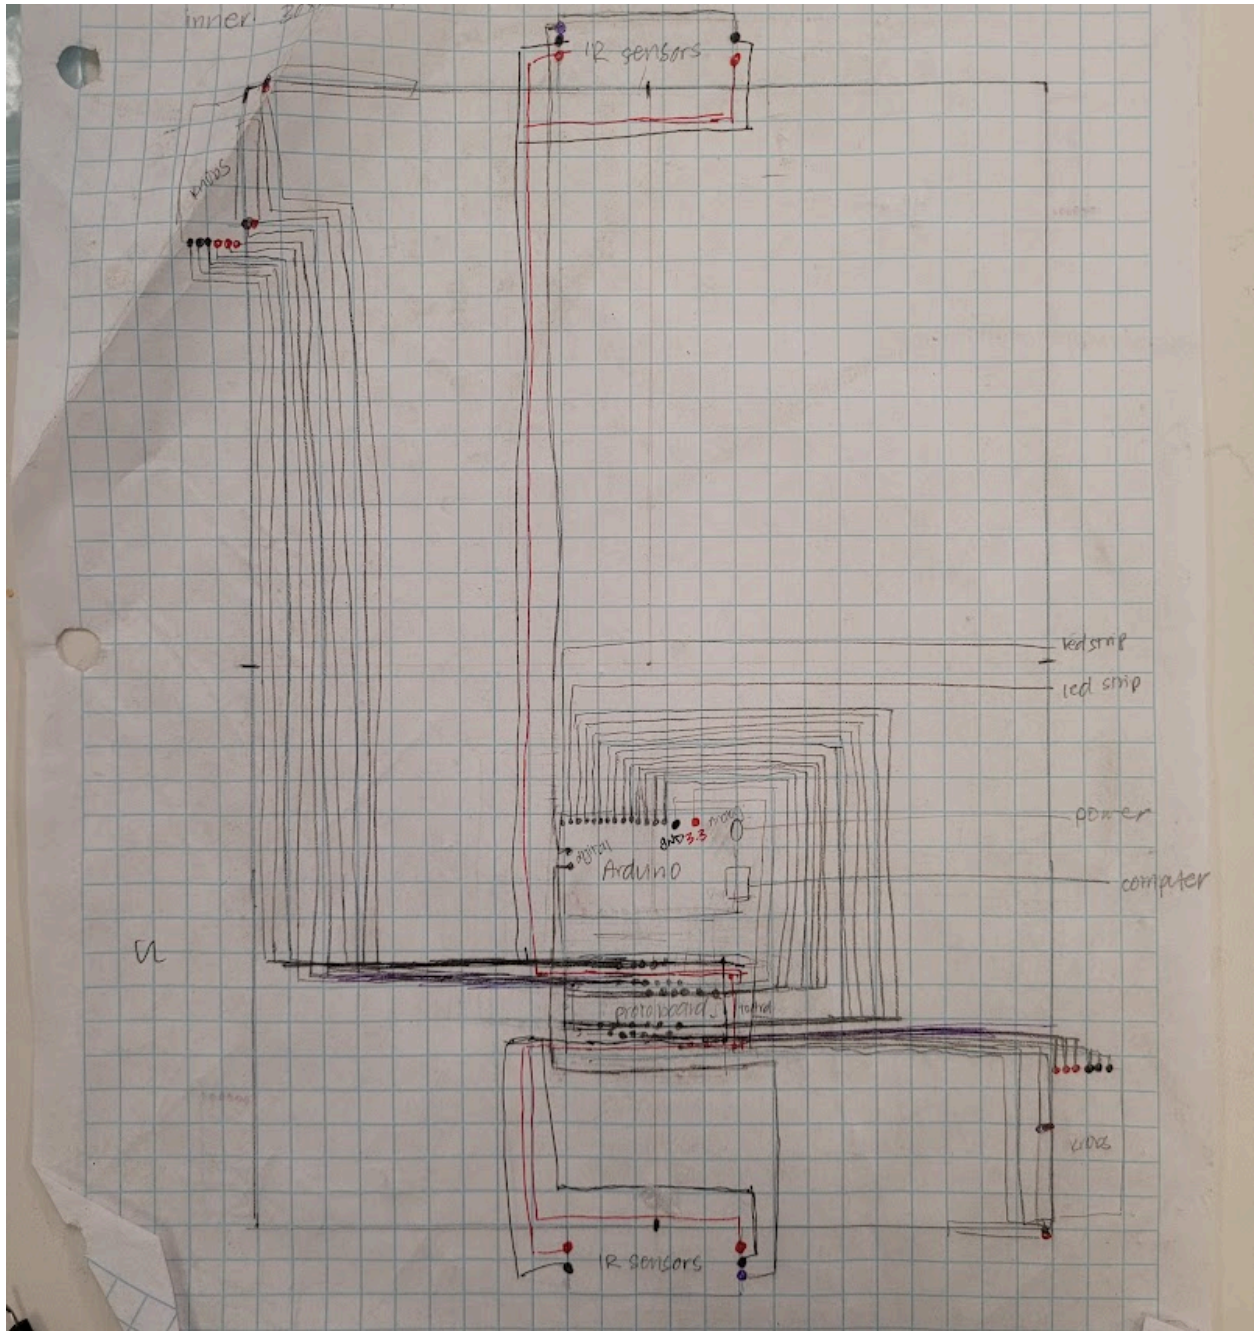 inner
IR sensors
knobs
led strip
led strip
power
GND 3.3
digital
Arduino
computer
protoboard
knobs
IR sensors